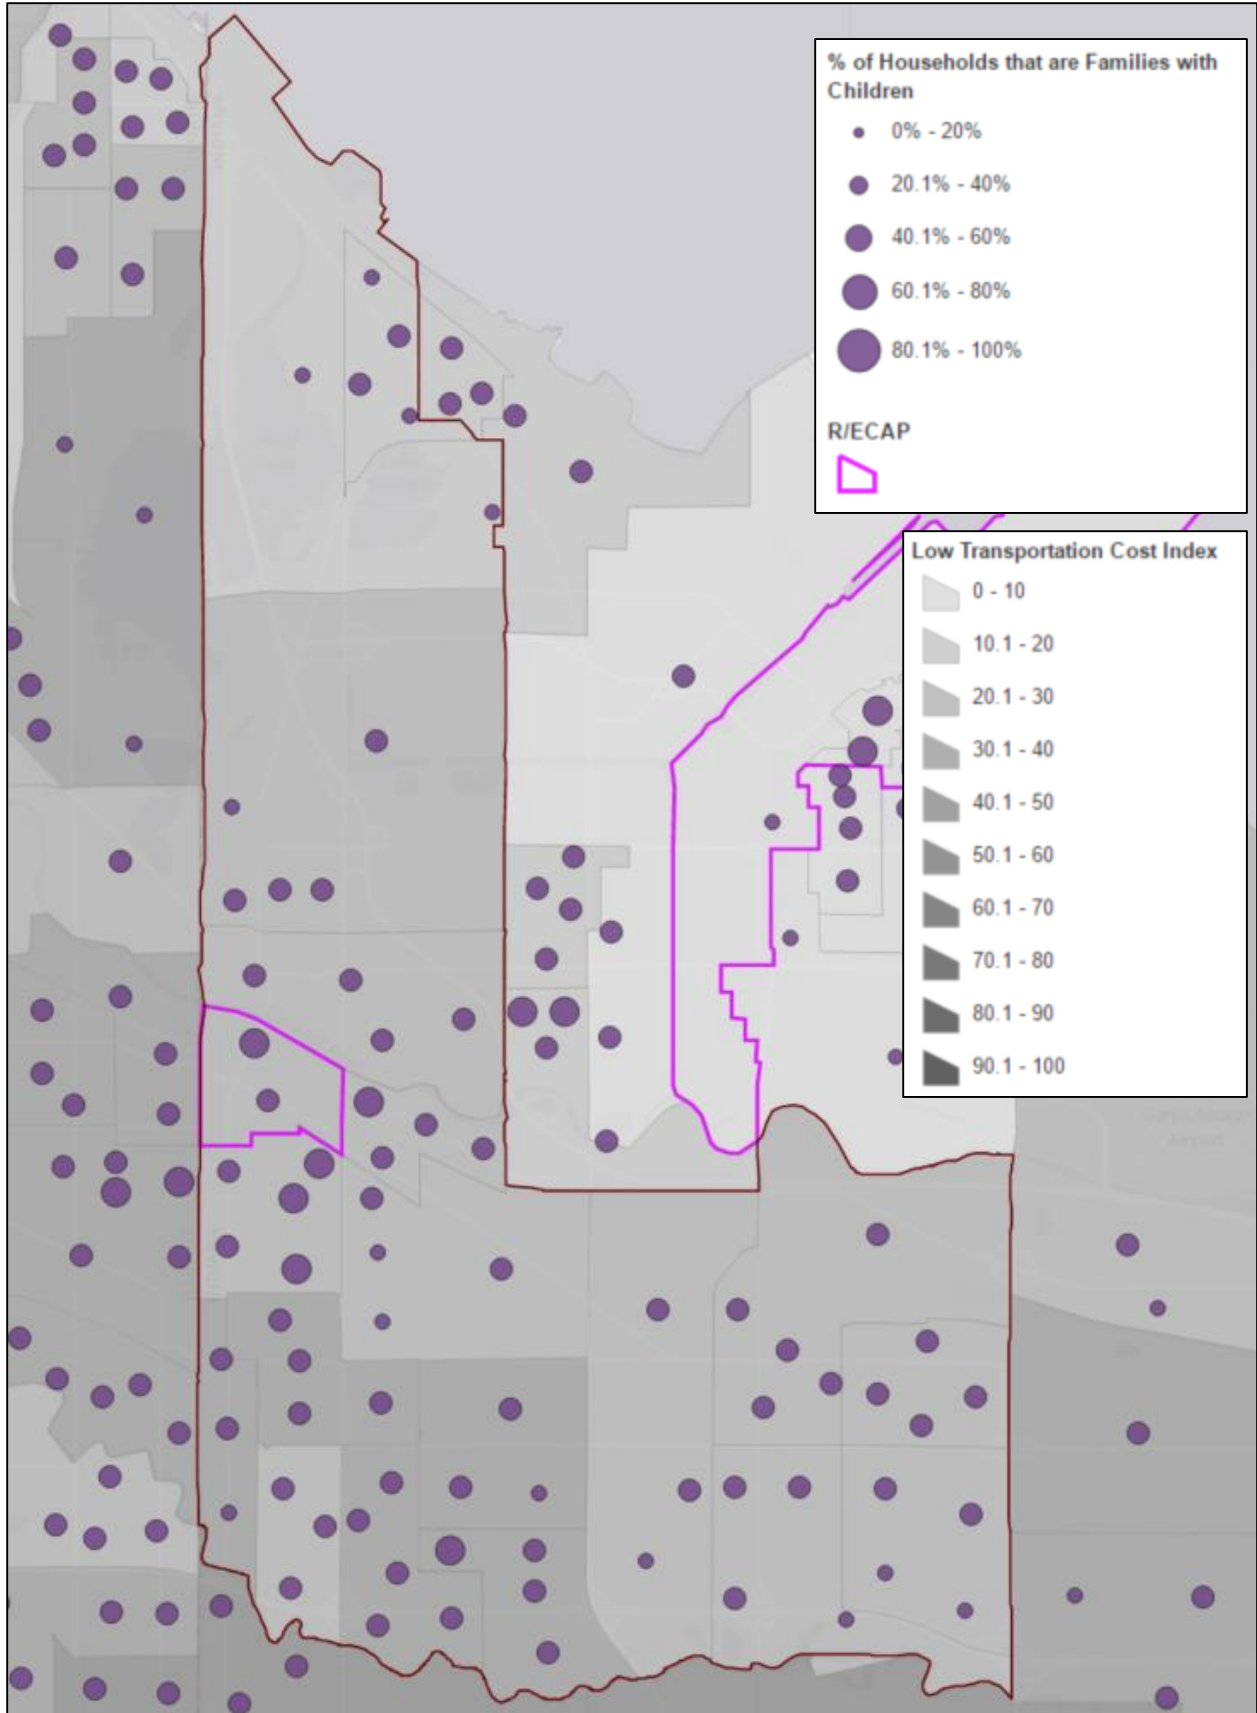 % of Households that are Families with
Children
0% - 20%
20.1% - 40%
40.1% - 60%
60.1% - 80%
80.1% - 100%
R/ECAP
Low Transportation Cost Index
0 - 10
10.1 - 20
20.1 - 30
30.1 - 40
40.1 - 50
50.1 - 60
60.1 - 70
70.1 - 80
80.1 - 90
90.1 - 100
Airport